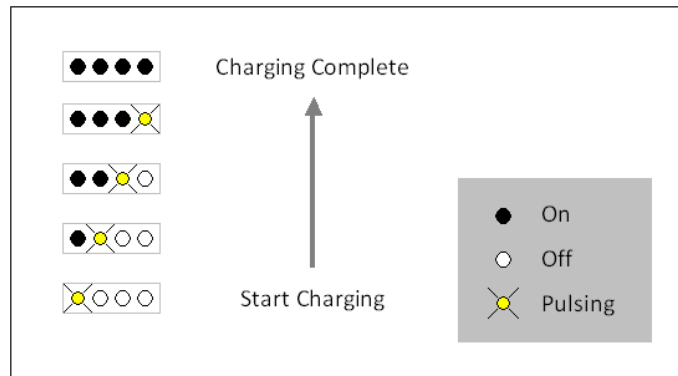 Charging Complete
Start Charging
On
Off
Pulsing